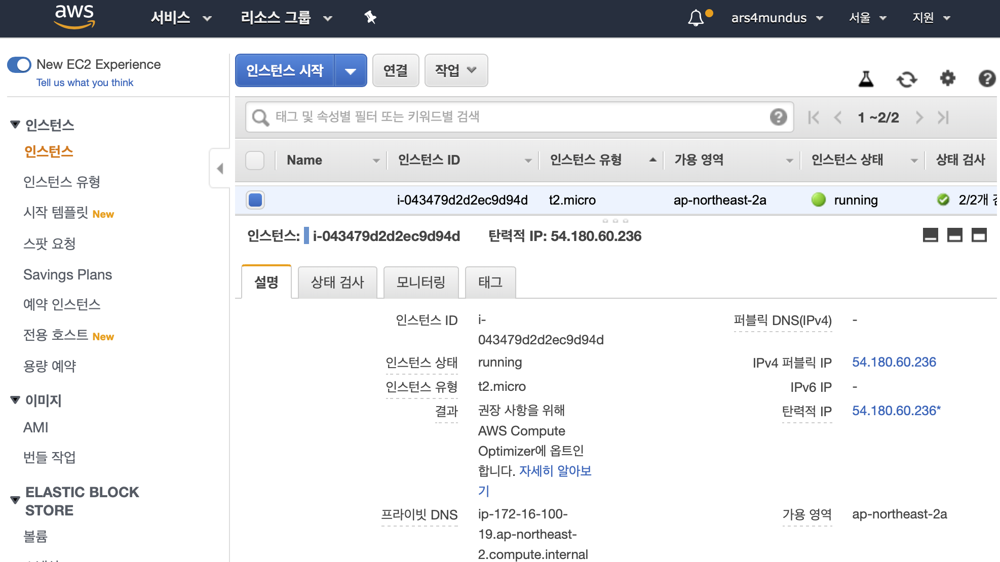 aws 서비스 리소스 그룹 ars4mundus 서울 지원
New EC2 Experience
Tell us what you think
인스턴스
인스턴스
인스턴스 유형
시작 템플릿 New
스팟 요청
Savings Plans
예약 인스턴스
전용 호스트 New
용량 예약
이미지
AMI
번들 작업
ELASTIC BLOCK
STORE
볼륨
인스턴스 시작 연결 작업
태그 및 속성별 필터 또는 키워드별 검색 1 ~2/2
Name 인스턴스 ID 인스턴스 유형 가용 영역 인스턴스 상태 상태 검사
i-043479d2d2ec9d94d t2.micro ap-northeast-2a running 2/2개
인스턴스: i-043479d2d2ec9d94d 탄력적 IP: 54.180.60.236
설명 상태 검사 모니터링 태그
인스턴스 ID i-
043479d2d2ec9d94d
인스턴스 상태 running
인스턴스 유형 t2.micro
결과 권장 사항을 위해
AWS Compute
Optimizer에 옵트인
합니다. 자세히 알아보
기
프라이빗 DNS ip-172-16-100-
19.ap-northeast-
2.compute.internal
퍼블릭 DNS(IPv4) -
IPv4 퍼블릭 IP 54.180.60.236
IPv6 IP -
탄력적 IP 54.180.60.236*
가용 영역 ap-northeast-2a